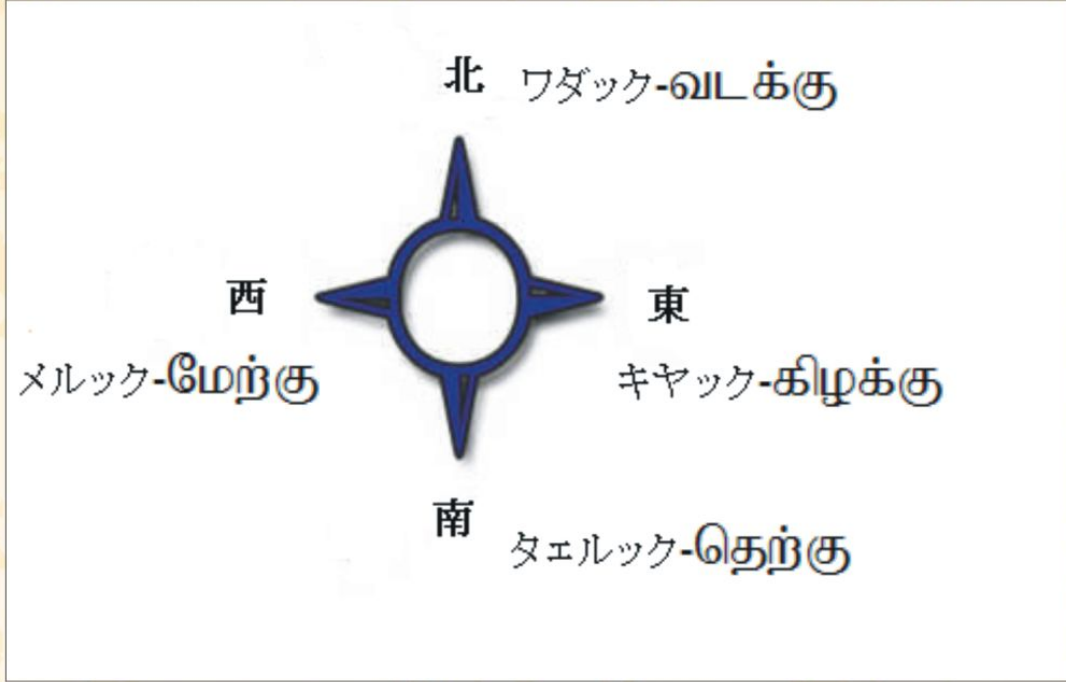 北 ワダック-வடக்கு
西
東
メルック-மேற்கு
キヤック-கிழக்கு
南
タェルック-தெற்கு